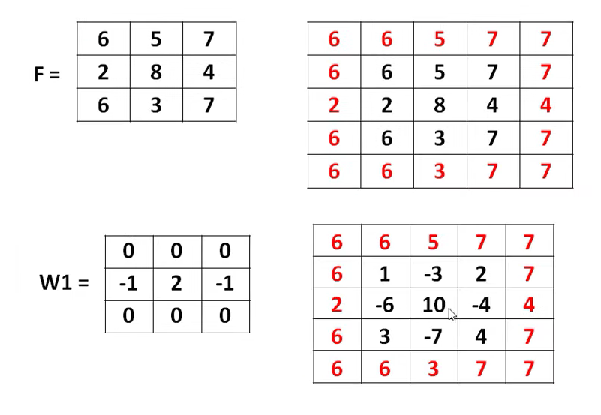 6 5 7
F = 2 8 4
6 3 7
6 6 5 7 7
6 6 5 7 7
2 2 8 4 4
6 6 3 7 7
6 6 3 7 7
0 0 0
W1 = -1 2 -1
0 0 0
6 6 5 7 7
6 1 -3 2 7
2 -6 10 -4 4
6 3 -7 4 7
6 6 3 7 7